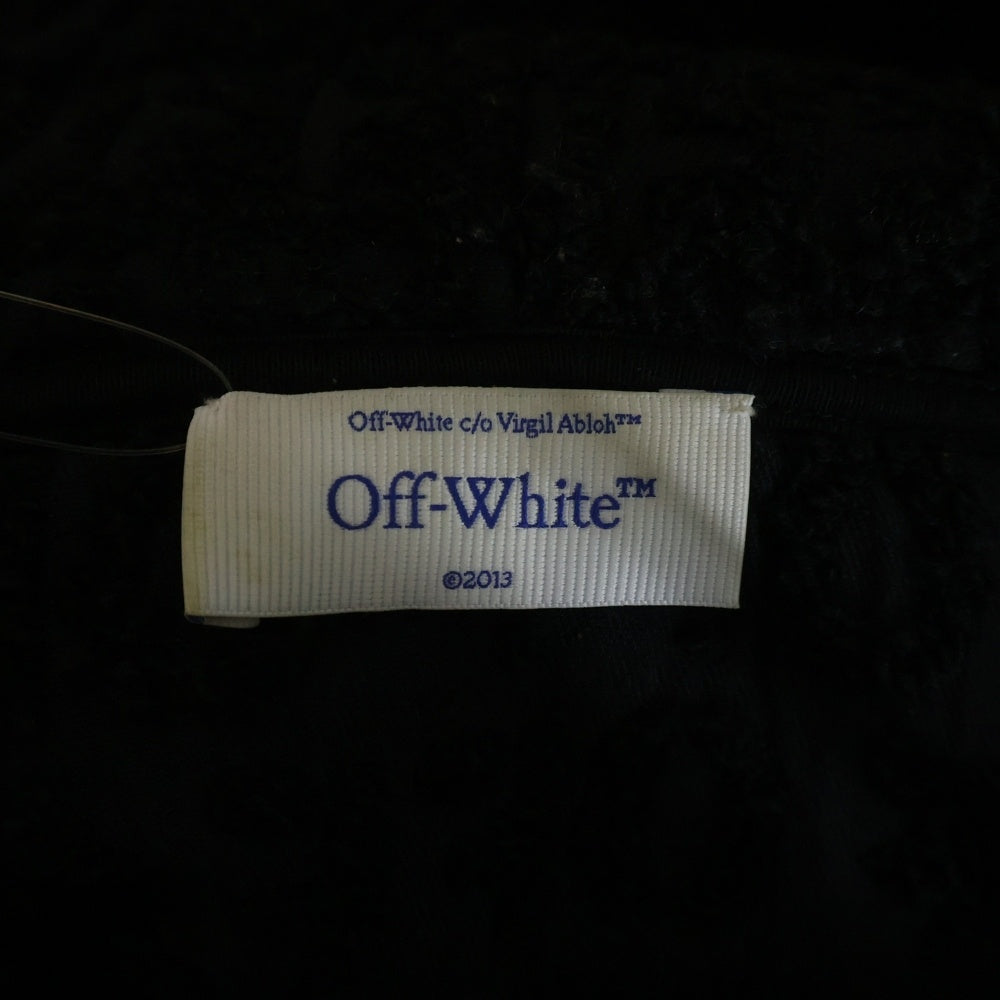 Off-White c/o Virgil Abloh™
Off-White™
©2013